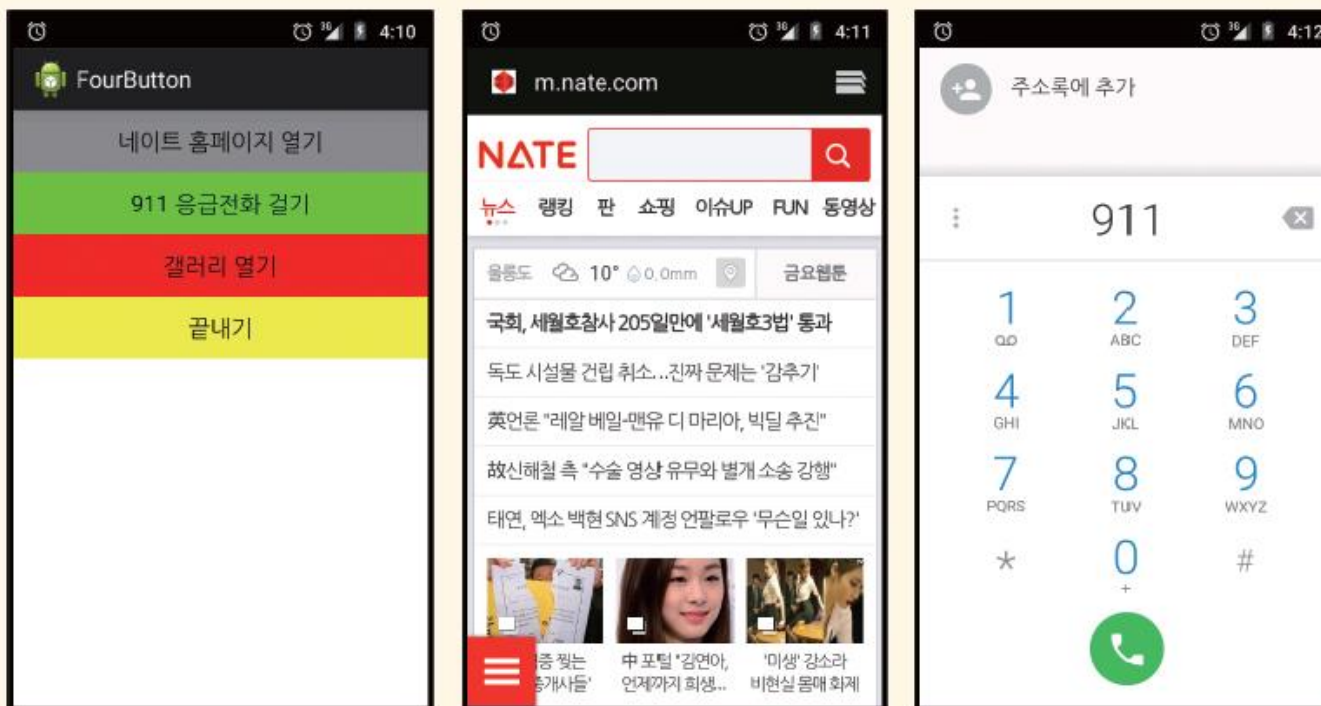 3G 4:10
FourButton
네이트 홈페이지 열기
911 응급전화 걸기
갤러리 열기
끝내기
3G 4:11
m.nate.com
NATE
뉴스 랭킹 판 쇼핑 이슈UP FUN 동영상
울릉도 10° 0.0mm 금요웹툰
국회, 세월호참사 205일만에 '세월호3법' 통과
독도 시설물 건립 취소...진짜 문제는 '감추기'
英언론 "레알 베일-맨유 디 마리아, 빅딜 추진"
故신해철 측 "수술 영상 유무와 별개 소송 강행"
태연, 엑소 백현 SNS 계정 언팔로우 '무슨일 있나?'
찢는
中 포털 "김연아,
언제까지 희생...
'미생' 강소라
비현실 몸매 화제
3G 4:12
주소록에 추가
911
1 2 3
ABC DEF
4 5 6
GHI JKL MNO
7 8 9
PQRS TUV WXYZ
* 0 #
+